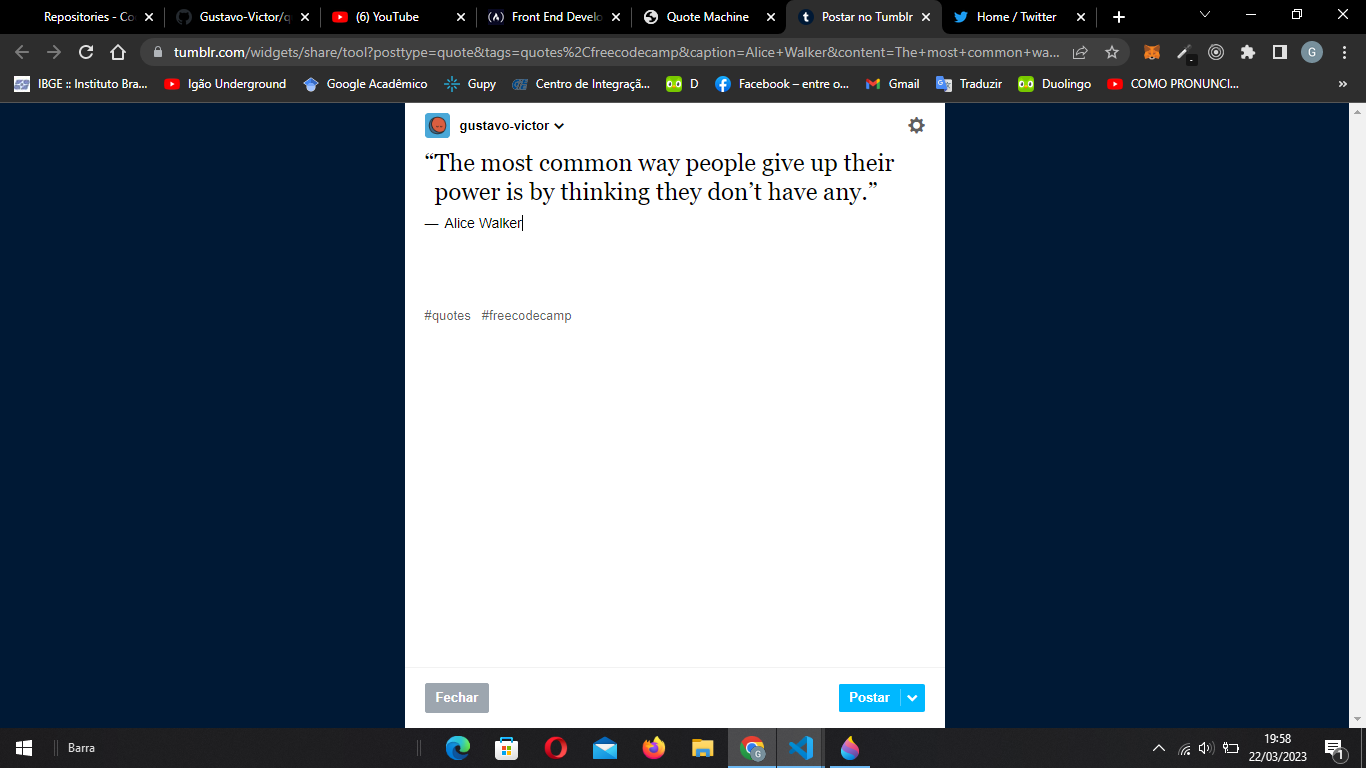 Repositories - Co
Gustavo-Victor/q
(6) YouTube
Front End Develo
Quote Machine
Postar no Tumblr
Home / Twitter
tumblr.com/widgets/share/tool?posttype=quote&tags=quotes%2Cfreecodecamp&caption=Alice+Walker&content=The+most+common+wa...
G
IBGE :: Instituto Bra...
Igão Underground
Google Acadêmico
Gupy
Centro de Integraçã...
D
Facebook – entre o...
Gmail
Traduzir
Duolingo
COMO PRONUNCI...
»
gustavo-victor
“The most common way people give up their
power is by thinking they don’t have any.”
— Alice Walker
#quotes #freecodecamp
Fechar
Postar
Barra
19:58
22/03/2023
1